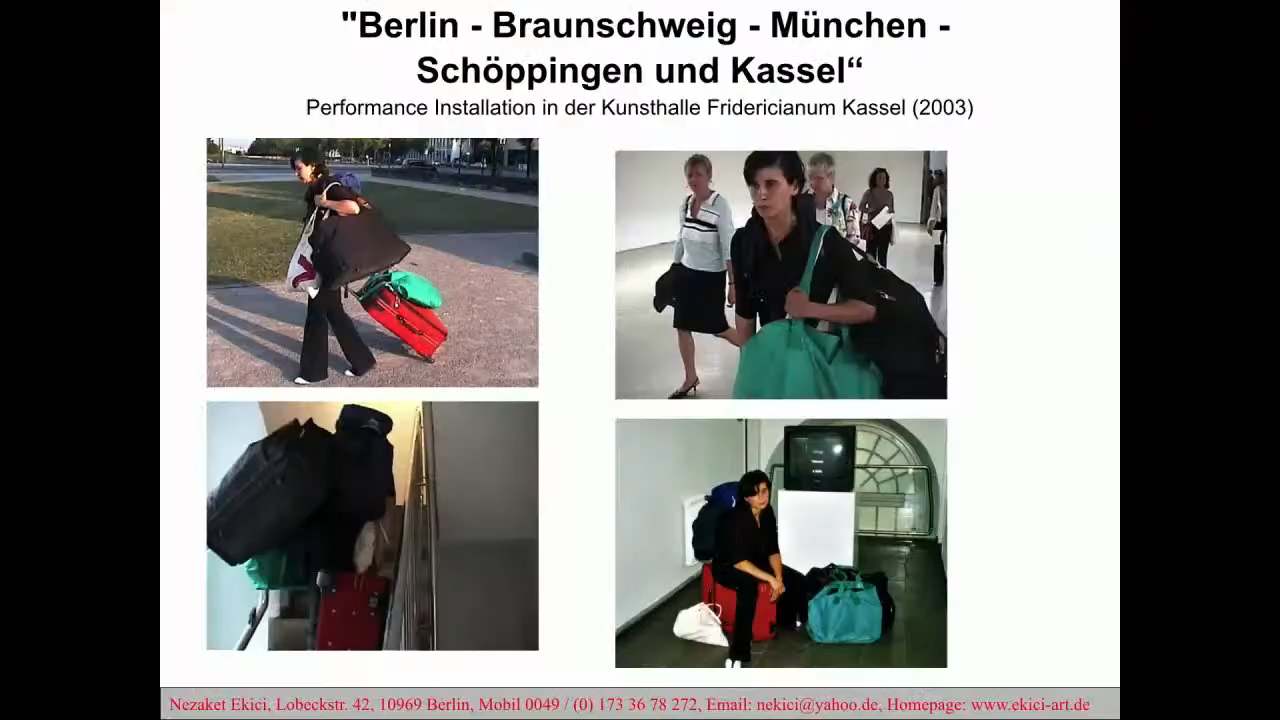 "Berlin - Braunschweig - München -
Schöppingen und Kassel“
Performance Installation in der Kunsthalle Fridericianum Kassel (2003)
Nezaket Ekici, Lobeckstr. 42, 10969 Berlin, Mobil 0049 / (0) 173 36 78 272, Email: nekici@yahoo.de, Homepage: www.ekici-art.de